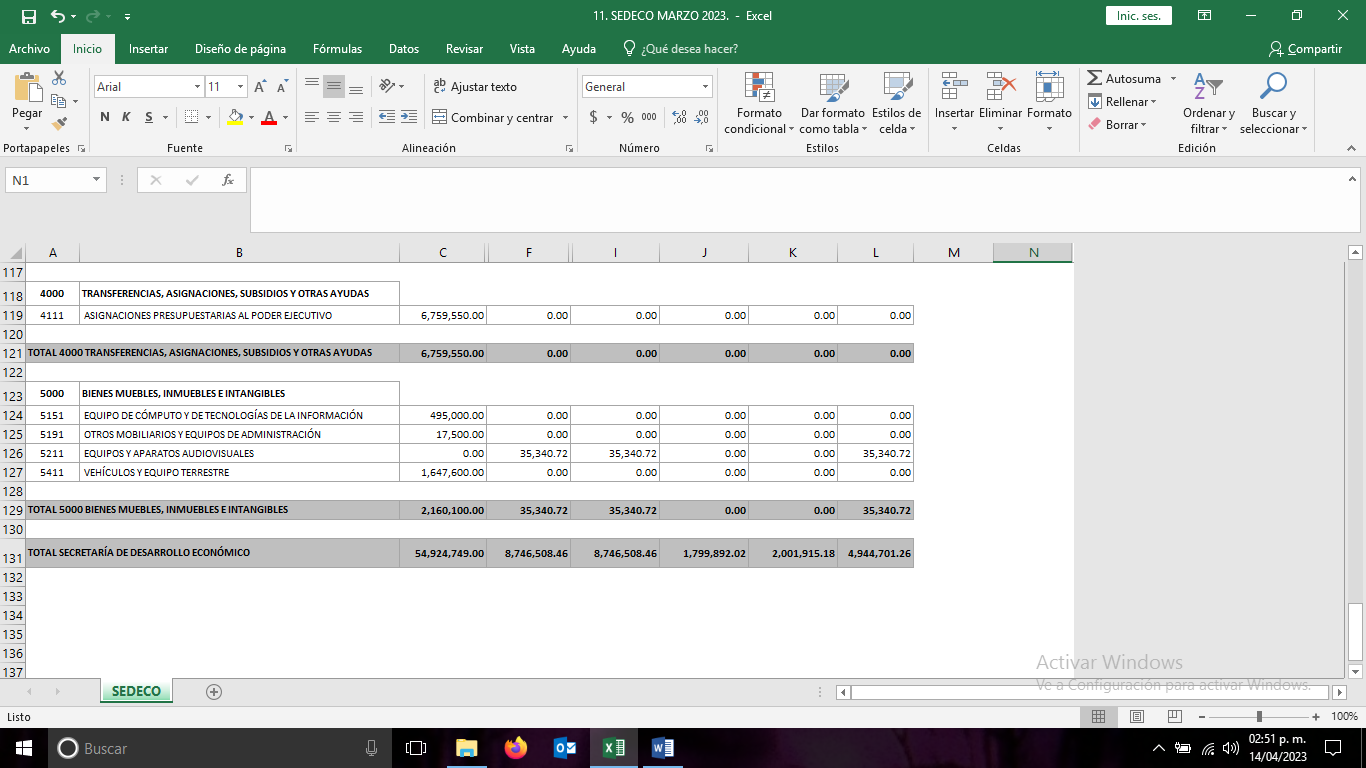 11. SEDECO MARZO 2023. - Excel
Inic. ses.
Archivo Inicio Insertar Diseño de página Fórmulas Datos Revisar Vista Ayuda ¿Qué desea hacer? Compartir
Pegar
Arial 11
N K S
Ajustar texto
Combinar y centrar
General
$ % 000
Formato condicional
Dar formato como tabla
Estilos de celda
Insertar Eliminar Formato
Autosuma
Rellenar
Borrar
Ordenar y filtrar
Buscar y seleccionar
Portapapeles Fuente Alineación Número Estilos Celdas Edición
N1 fx
A B C F I J K L M N
117
118 4000 TRANSFERENCIAS, ASIGNACIONES, SUBSIDIOS Y OTRAS AYUDAS
119 4111 ASIGNACIONES PRESUPUESTARIAS AL PODER EJECUTIVO 6,759,550.00 0.00 0.00 0.00 0.00 0.00
120
121 TOTAL 4000 TRANSFERENCIAS, ASIGNACIONES, SUBSIDIOS Y OTRAS AYUDAS 6,759,550.00 0.00 0.00 0.00 0.00 0.00
122
123 5000 BIENES MUEBLES, INMUEBLES E INTANGIBLES
124 5151 EQUIPO DE CÓMPUTO Y DE TECNOLOGÍAS DE LA INFORMACIÓN 495,000.00 0.00 0.00 0.00 0.00 0.00
125 5191 OTROS MOBILIARIOS Y EQUIPOS DE ADMINISTRACIÓN 17,500.00 0.00 0.00 0.00 0.00 0.00
126 5211 EQUIPOS Y APARATOS AUDIOVISUALES 0.00 35,340.72 35,340.72 0.00 0.00 35,340.72
127 5411 VEHÍCULOS Y EQUIPO TERRESTRE 1,647,600.00 0.00 0.00 0.00 0.00 0.00
128
129 TOTAL 5000 BIENES MUEBLES, INMUEBLES E INTANGIBLES 2,160,100.00 35,340.72 35,340.72 0.00 0.00 35,340.72
130
131 TOTAL SECRETARÍA DE DESARROLLO ECONÓMICO 54,924,749.00 8,746,508.46 8,746,508.46 1,799,892.02 2,001,915.18 4,944,701.26
132
133
134
135
136
137
Activar Windows
Ve a Configuración para activar Windows.
SEDECO
Listo
100%
Buscar
02:51 p. m.
14/04/2023